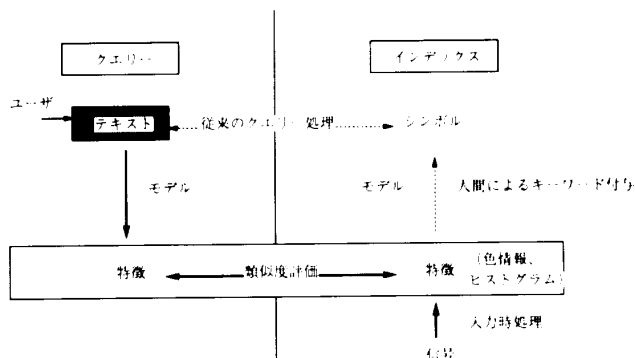 クエリー
インデックス
ユーザ
テキスト
従来のクエリー処理
シンボル
モデル
モデル
人間によるキーワード付与
特徴
類似度評価
特徴
(色情報、
ヒストグラム)
入力時処理
信号